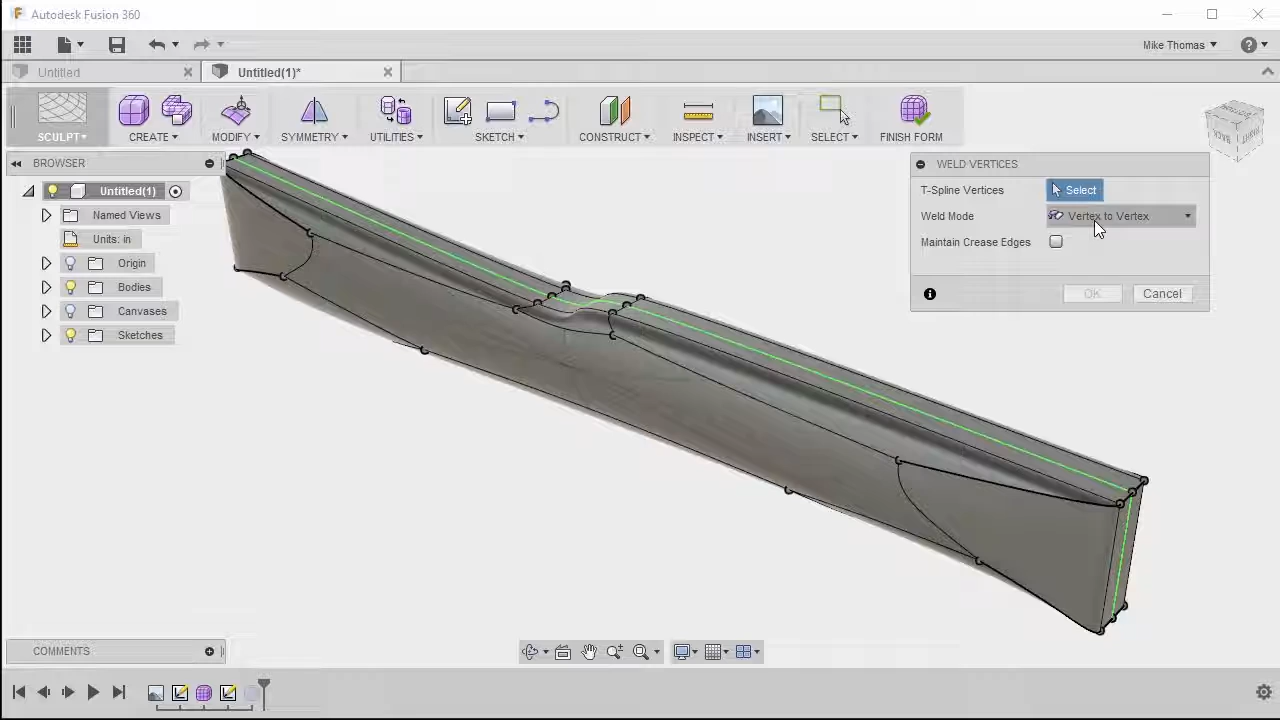 Autodesk Fusion 360
Mike Thomas
Untitled
Untitled(1)*
SCULPT
CREATE
MODIFY
SYMMETRY
UTILITIES
SKETCH
CONSTRUCT
INSPECT
INSERT
SELECT
FINISH FORM
BROWSER
Untitled(1)
Named Views
Units: in
Origin
Bodies
Canvases
Sketches
WELD VERTICES
T-Spline Vertices
Select
Weld Mode
Vertex to Vertex
Maintain Crease Edges
OK
Cancel
COMMENTS